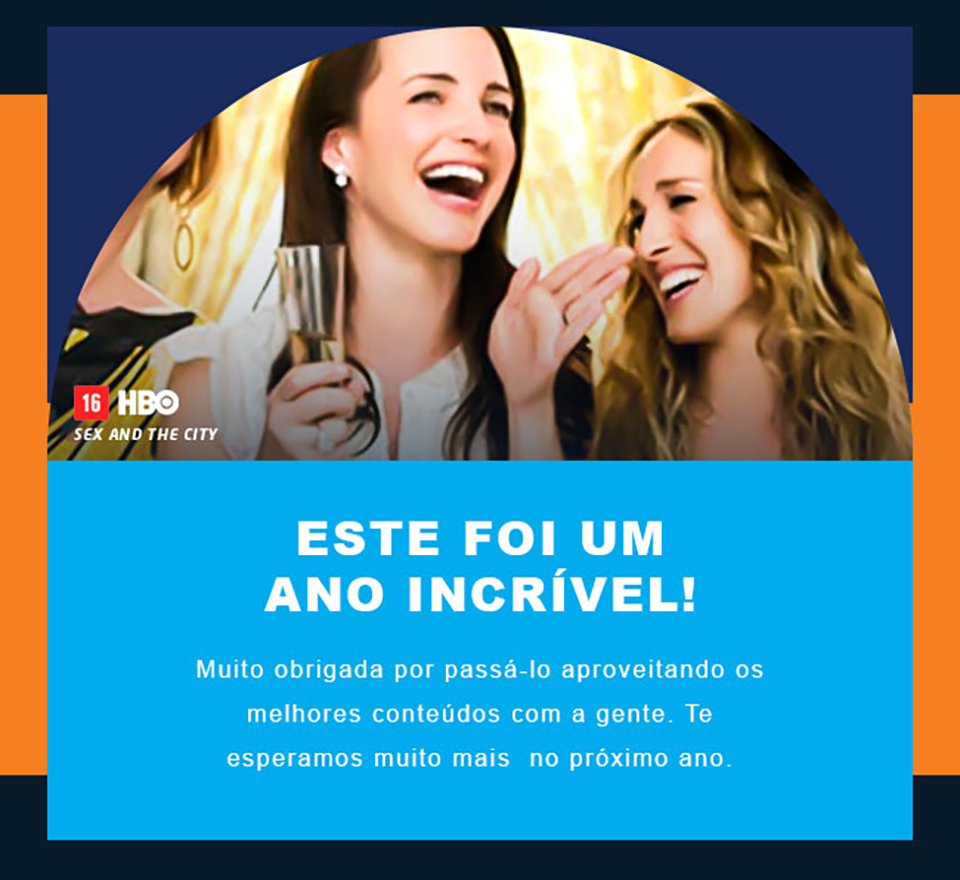 16 HBO
SEX AND THE CITY
ESTE FOI UM
ANO INCRÍVEL!
Muito obrigada por passá-lo aproveitando os
melhores conteúdos com a gente. Te
esperamos muito mais  no próximo ano.